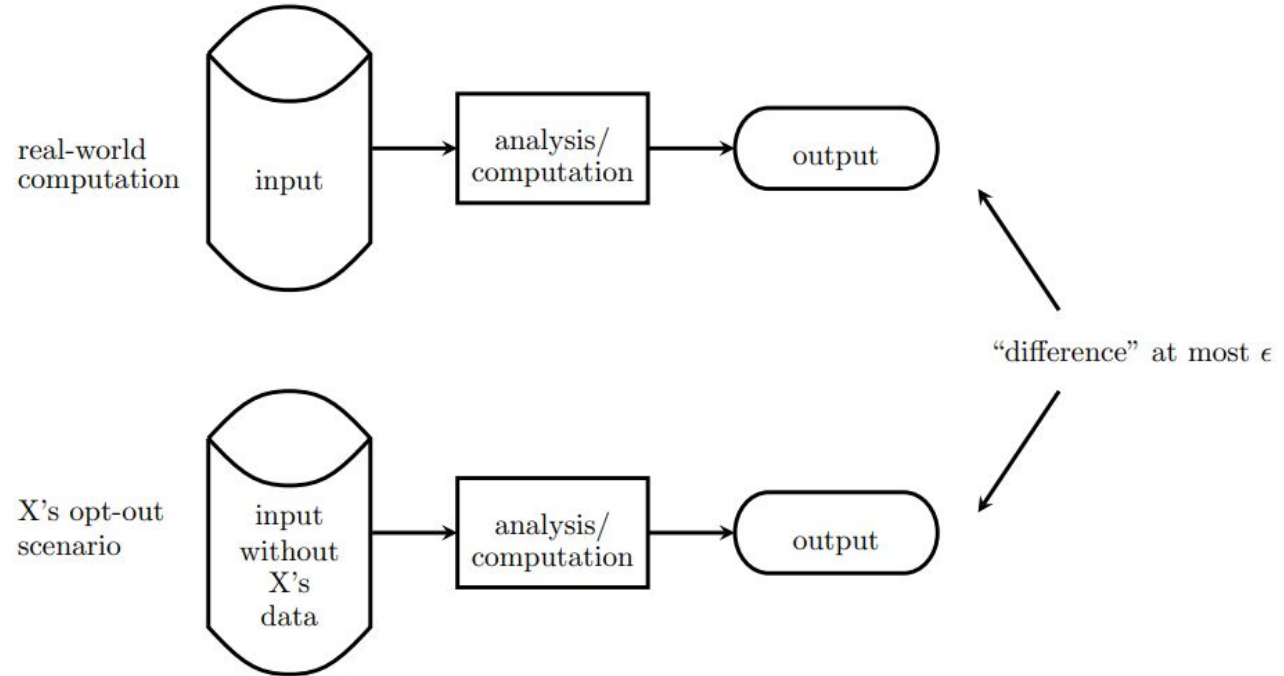 real-world
computation
input
analysis/
computation
output
“difference” at most ϵ
X’s opt-out
scenario
input
without
X’s
data
analysis/
computation
output